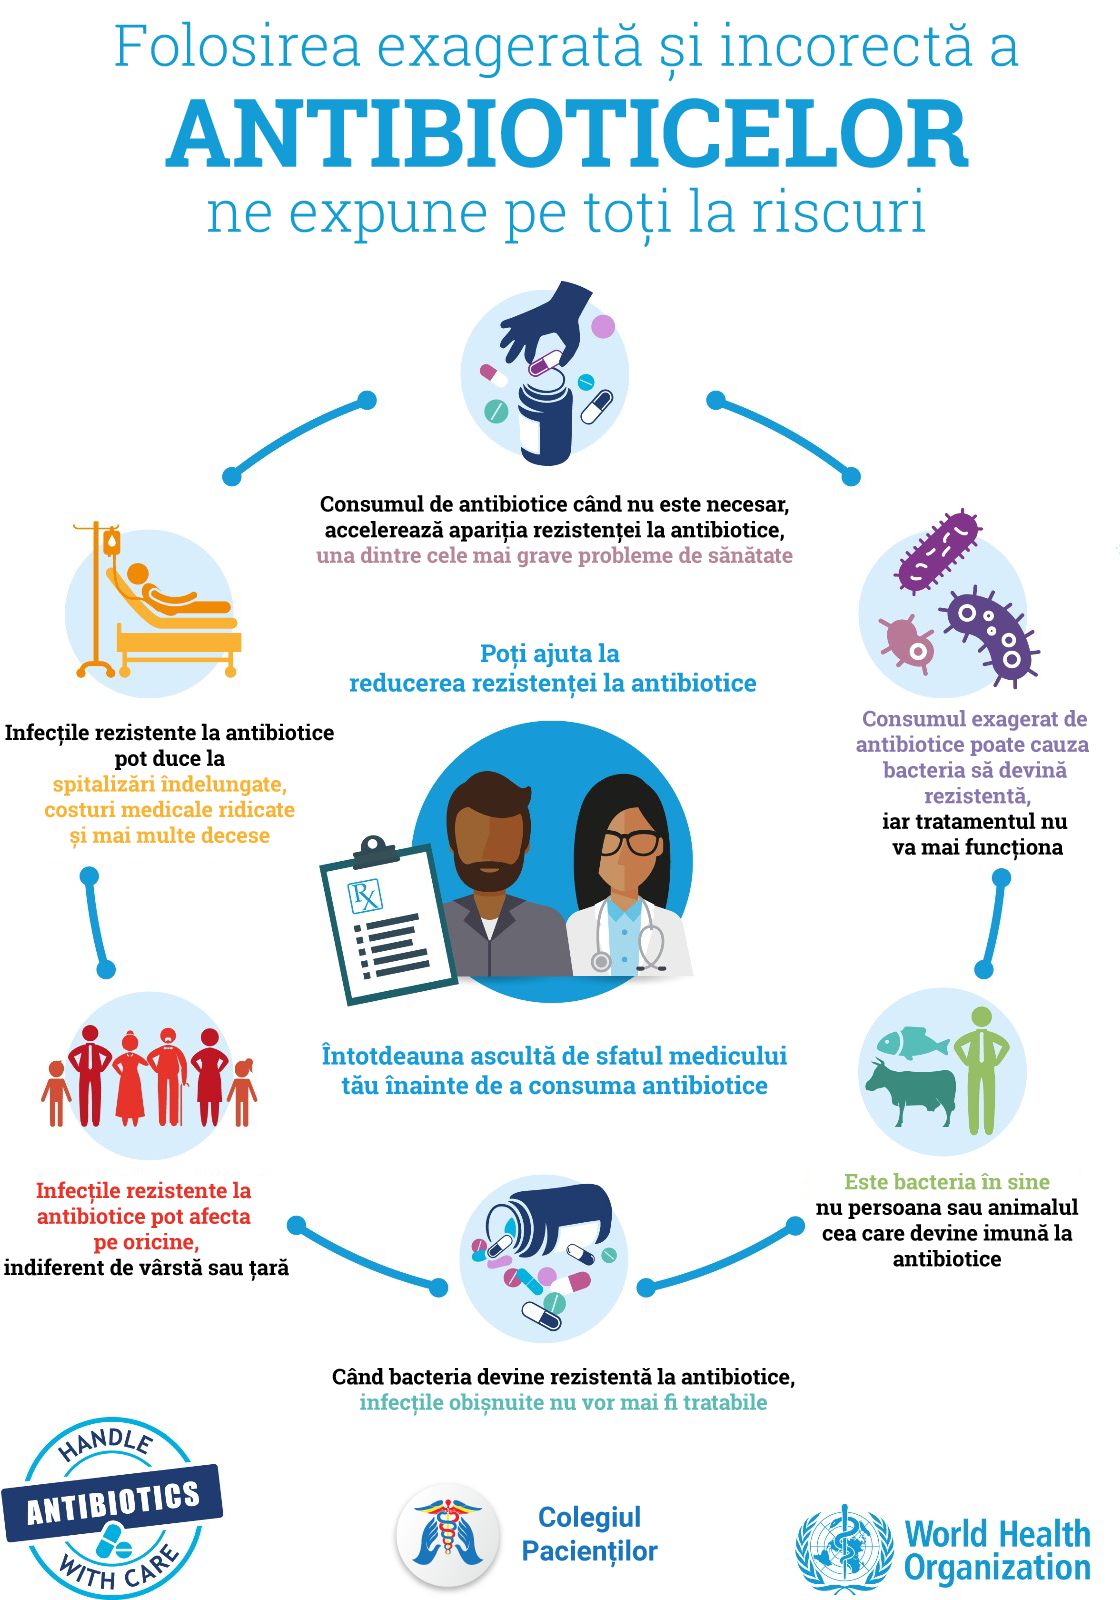 Folosirea exagerată și incorectă a
ANTIBIOTICELOR
ne expune pe toți la riscuri
Consumul de antibiotice când nu este necesar,
accelerează apariția rezistenței la antibiotice,
una dintre cele mai grave probleme de sănătate
Consumul exagerat de
antibiotice poate cauza
bacteria să devină
rezistentă,
iar tratamentul nu
va mai funcționa
Este bacteria în sine
nu persoana sau animalul
cea care devine imună la
antibiotice
Când bacteria devine rezistentă la antibiotice,
infecțile obișnuite nu vor mai fi tratabile
Infecțile rezistente la
antibiotice pot afecta
pe oricine,
indiferent de vârstă sau țară
Infecțile rezistente la antibiotice
pot duce la
spitalizări îndelungate,
costuri medicale ridicate
și mai multe decese
Poți ajuta la
reducerea rezistenței la antibiotice
RX
Întotdeauna ascultă de sfatul medicului
tău înainte de a consuma antibiotice
HANDLE
ANTIBIOTICS
WITH CARE
Colegiul
Pacienților
World Health
Organization